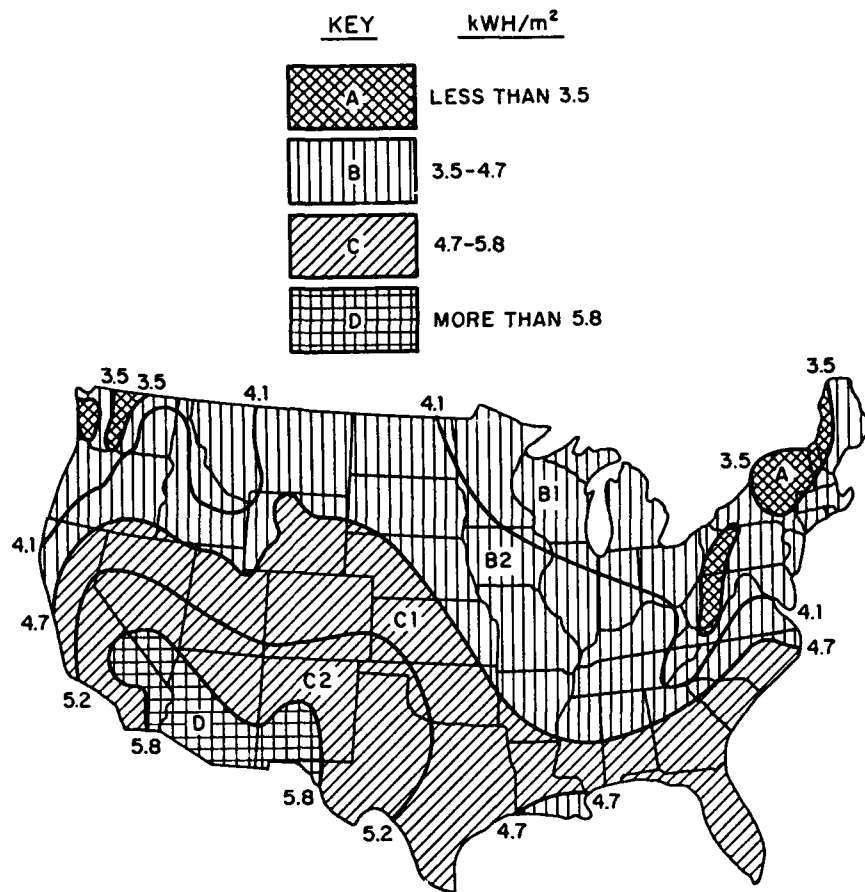 KEY kWH/m²
A LESS THAN 3.5
B 3.5-4.7
C 4.7-5.8
D MORE THAN 5.8
3.5 3.5 4.1 4.1 3.5
3.5 A
B1
4.1 B2
C1 4.1
4.7 4.7
C2
5.2 D
5.8
5.8 4.7
5.2 4.7